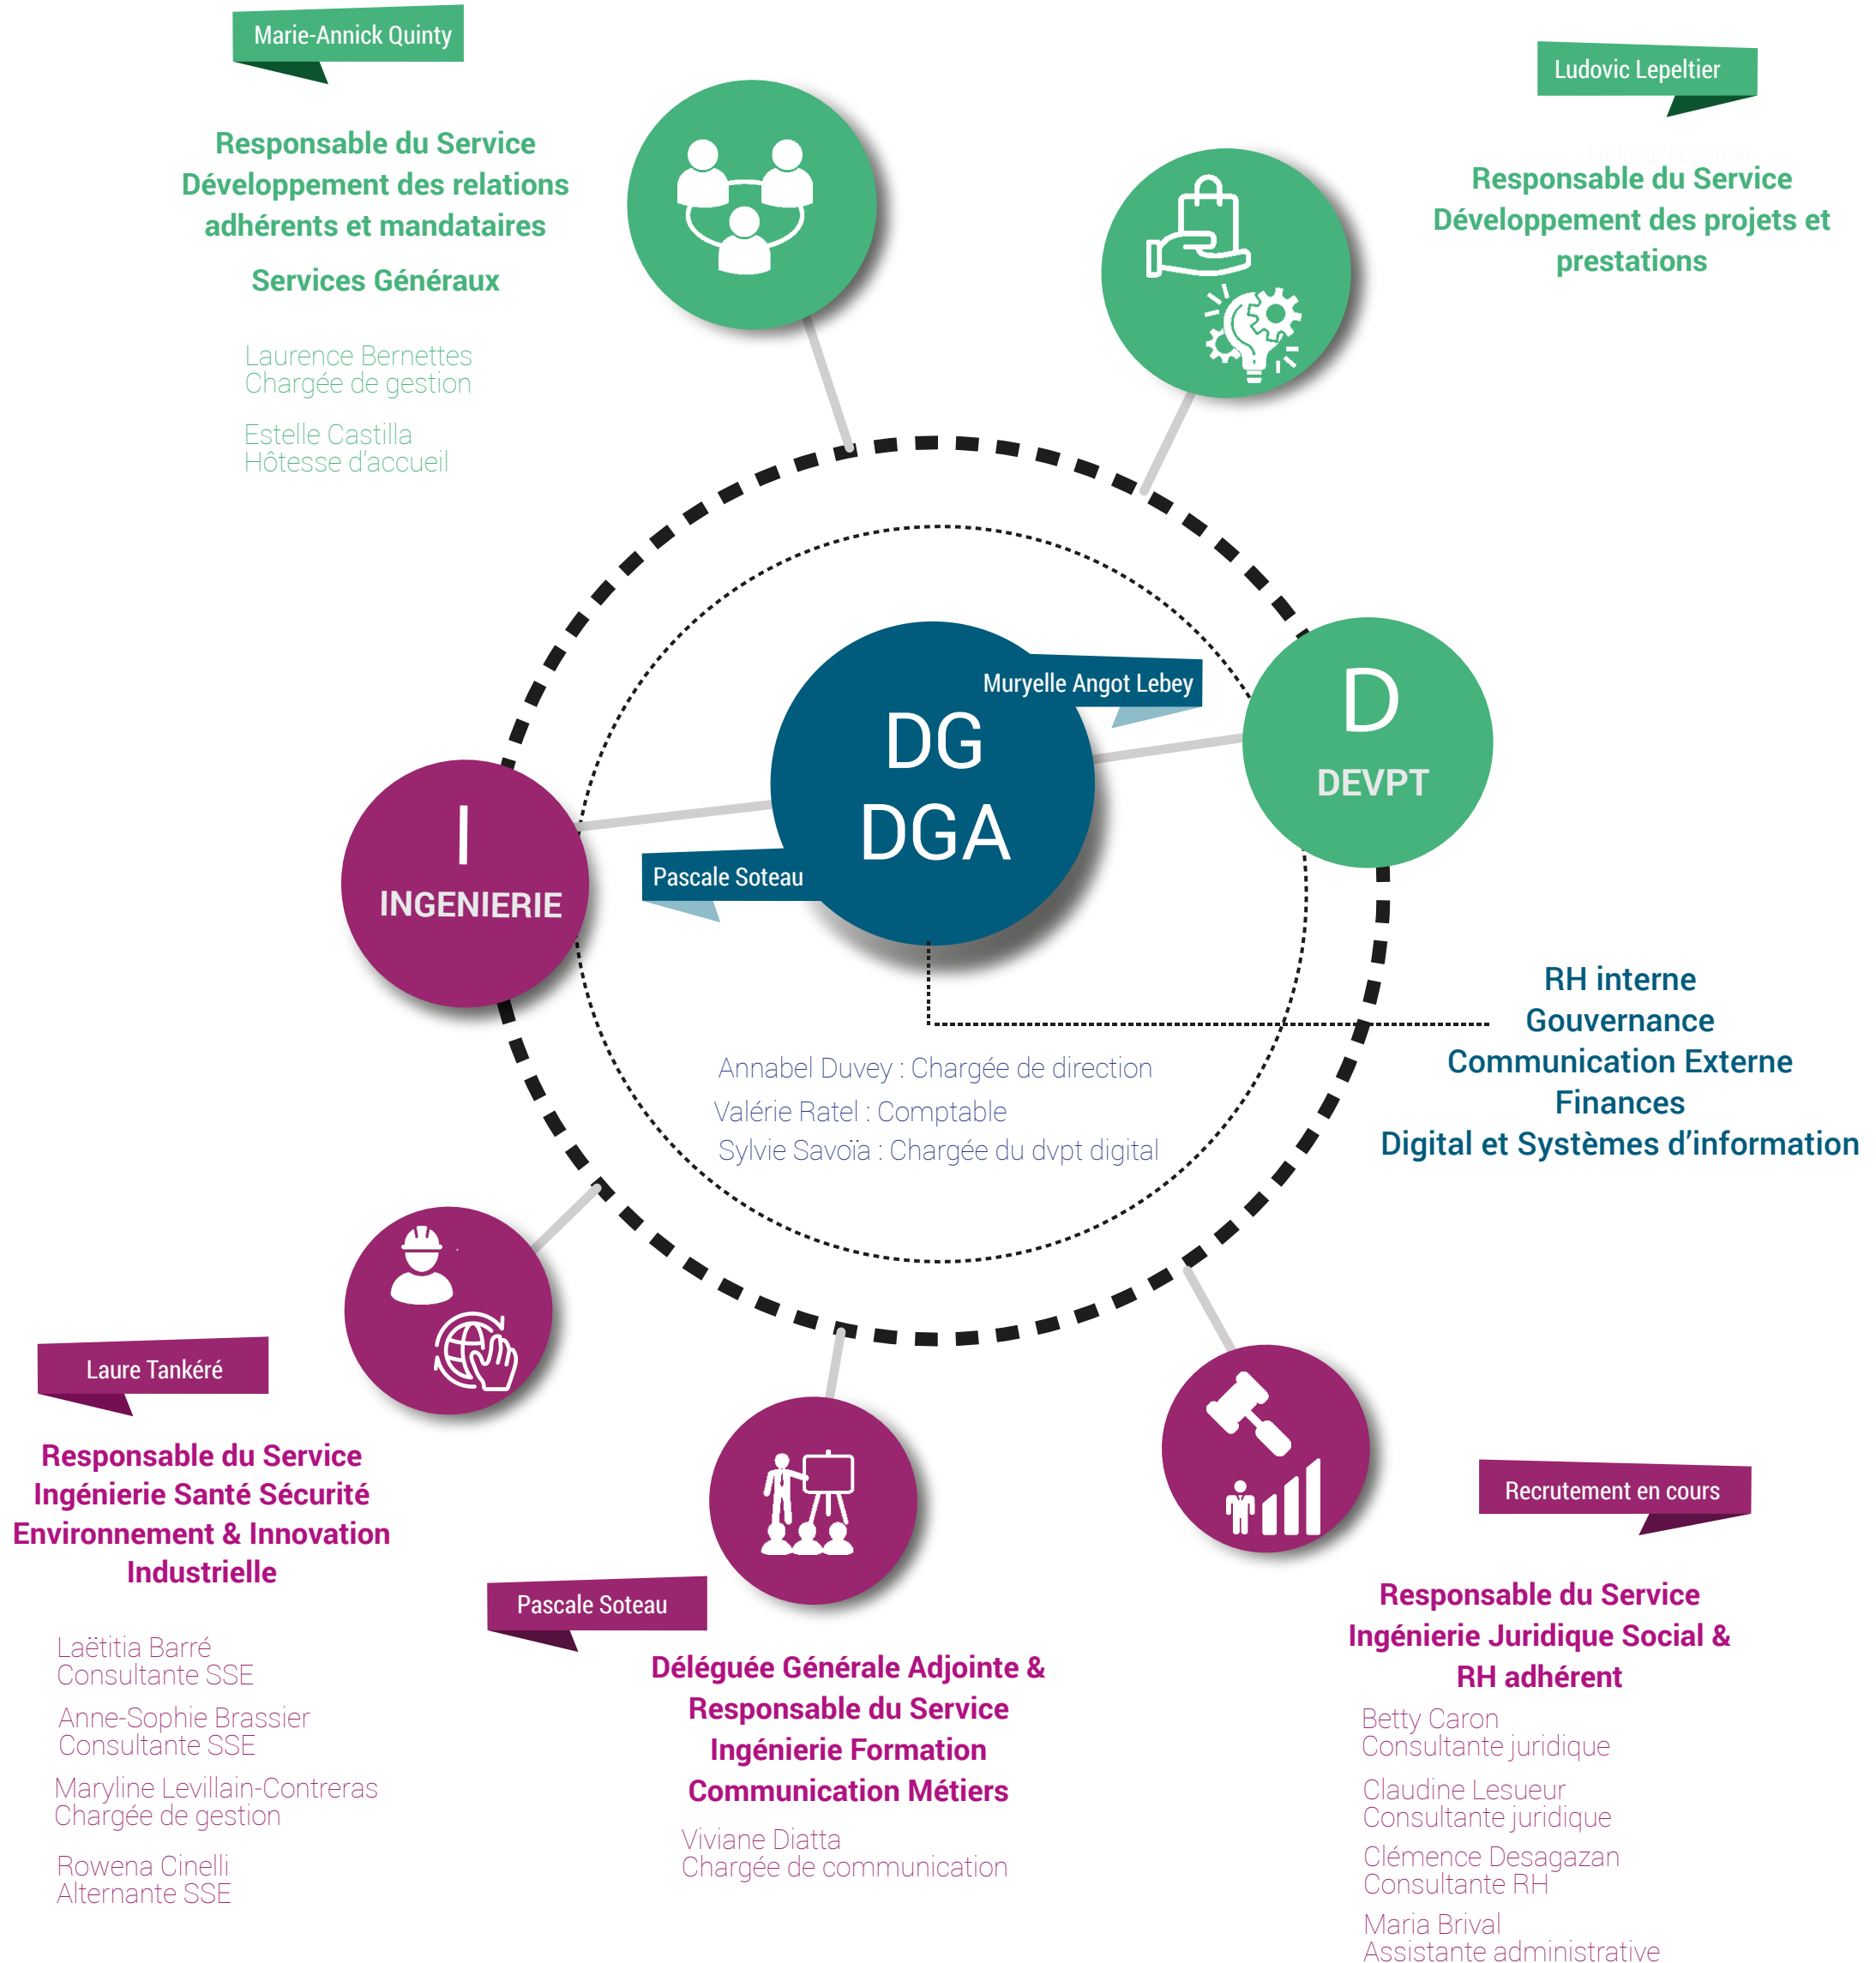 Marie-Annick Quinty
Responsable du Service
Développement des relations
adhérents et mandataires
Services Généraux
Laurence Bernettes
Chargée de gestion
Estelle Castilla
Hôtesse d'accueil
Ludovic Lepeltier
Responsable du Service
Développement des projets et
prestations
Muryelle Angot Lebey
DG
DGA
Pascale Soteau
D
DEVPT
I
INGENIERIE
RH interne
Gouvernance
Communication Externe
Finances
Digital et Systèmes d'information
Annabel Duvey : Chargée de direction
Valérie Ratel : Comptable
Sylvie Savoïa : Chargée du dvpt digital
Laure Tankéré
Responsable du Service
Ingénierie Santé Sécurité
Environnement & Innovation
Industrielle
Laëtitia Barré
Consultante SSE
Anne-Sophie Brassier
Consultante SSE
Maryline Levillain-Contreras
Chargée de gestion
Rowena Cinelli
Alternante SSE
Pascale Soteau
Déléguée Générale Adjointe &
Responsable du Service
Ingénierie Formation
Communication Métiers
Viviane Diatta
Chargée de communication
Recrutement en cours
Responsable du Service
Ingénierie Juridique Social &
RH adhérent
Betty Caron
Consultante juridique
Claudine Lesueur
Consultante juridique
Clémence Desagazan
Consultante RH
Maria Brival
Assistante administrative